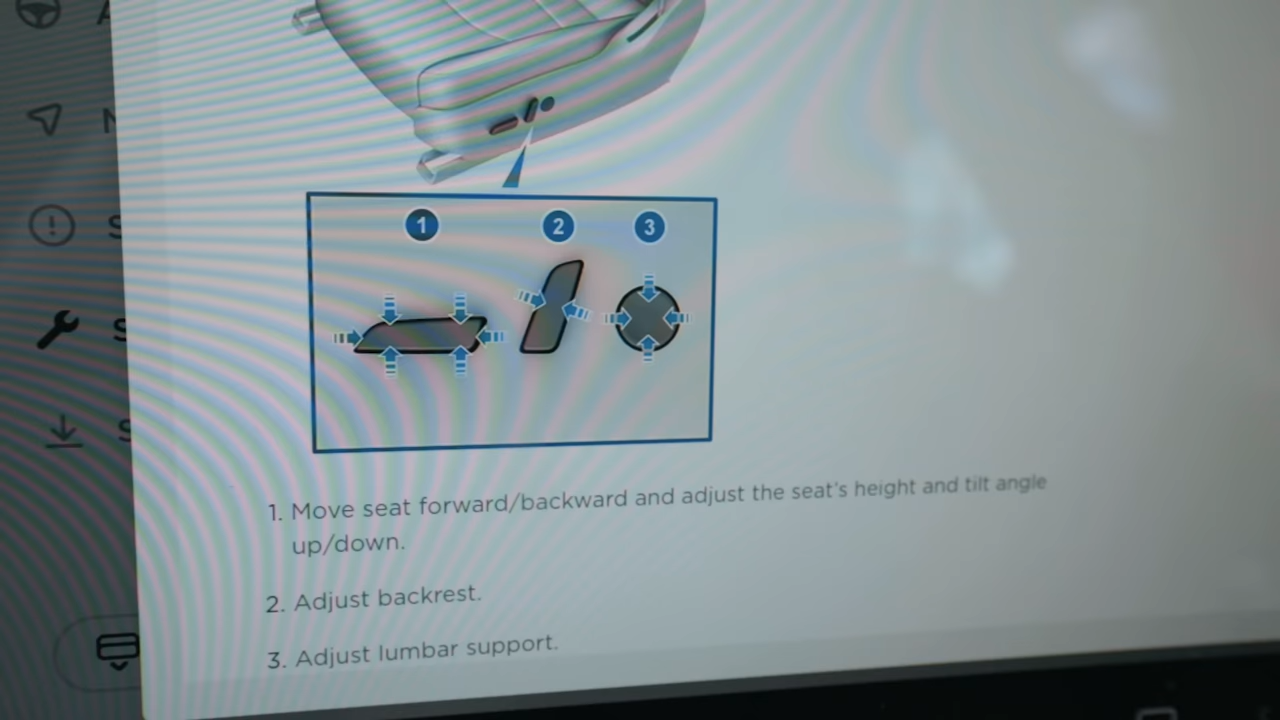 A
N
S
1 2 3
S
S
1. Move seat forward/backward and adjust the seat's height and tilt angle
up/down.
2. Adjust backrest.
3. Adjust lumbar support.